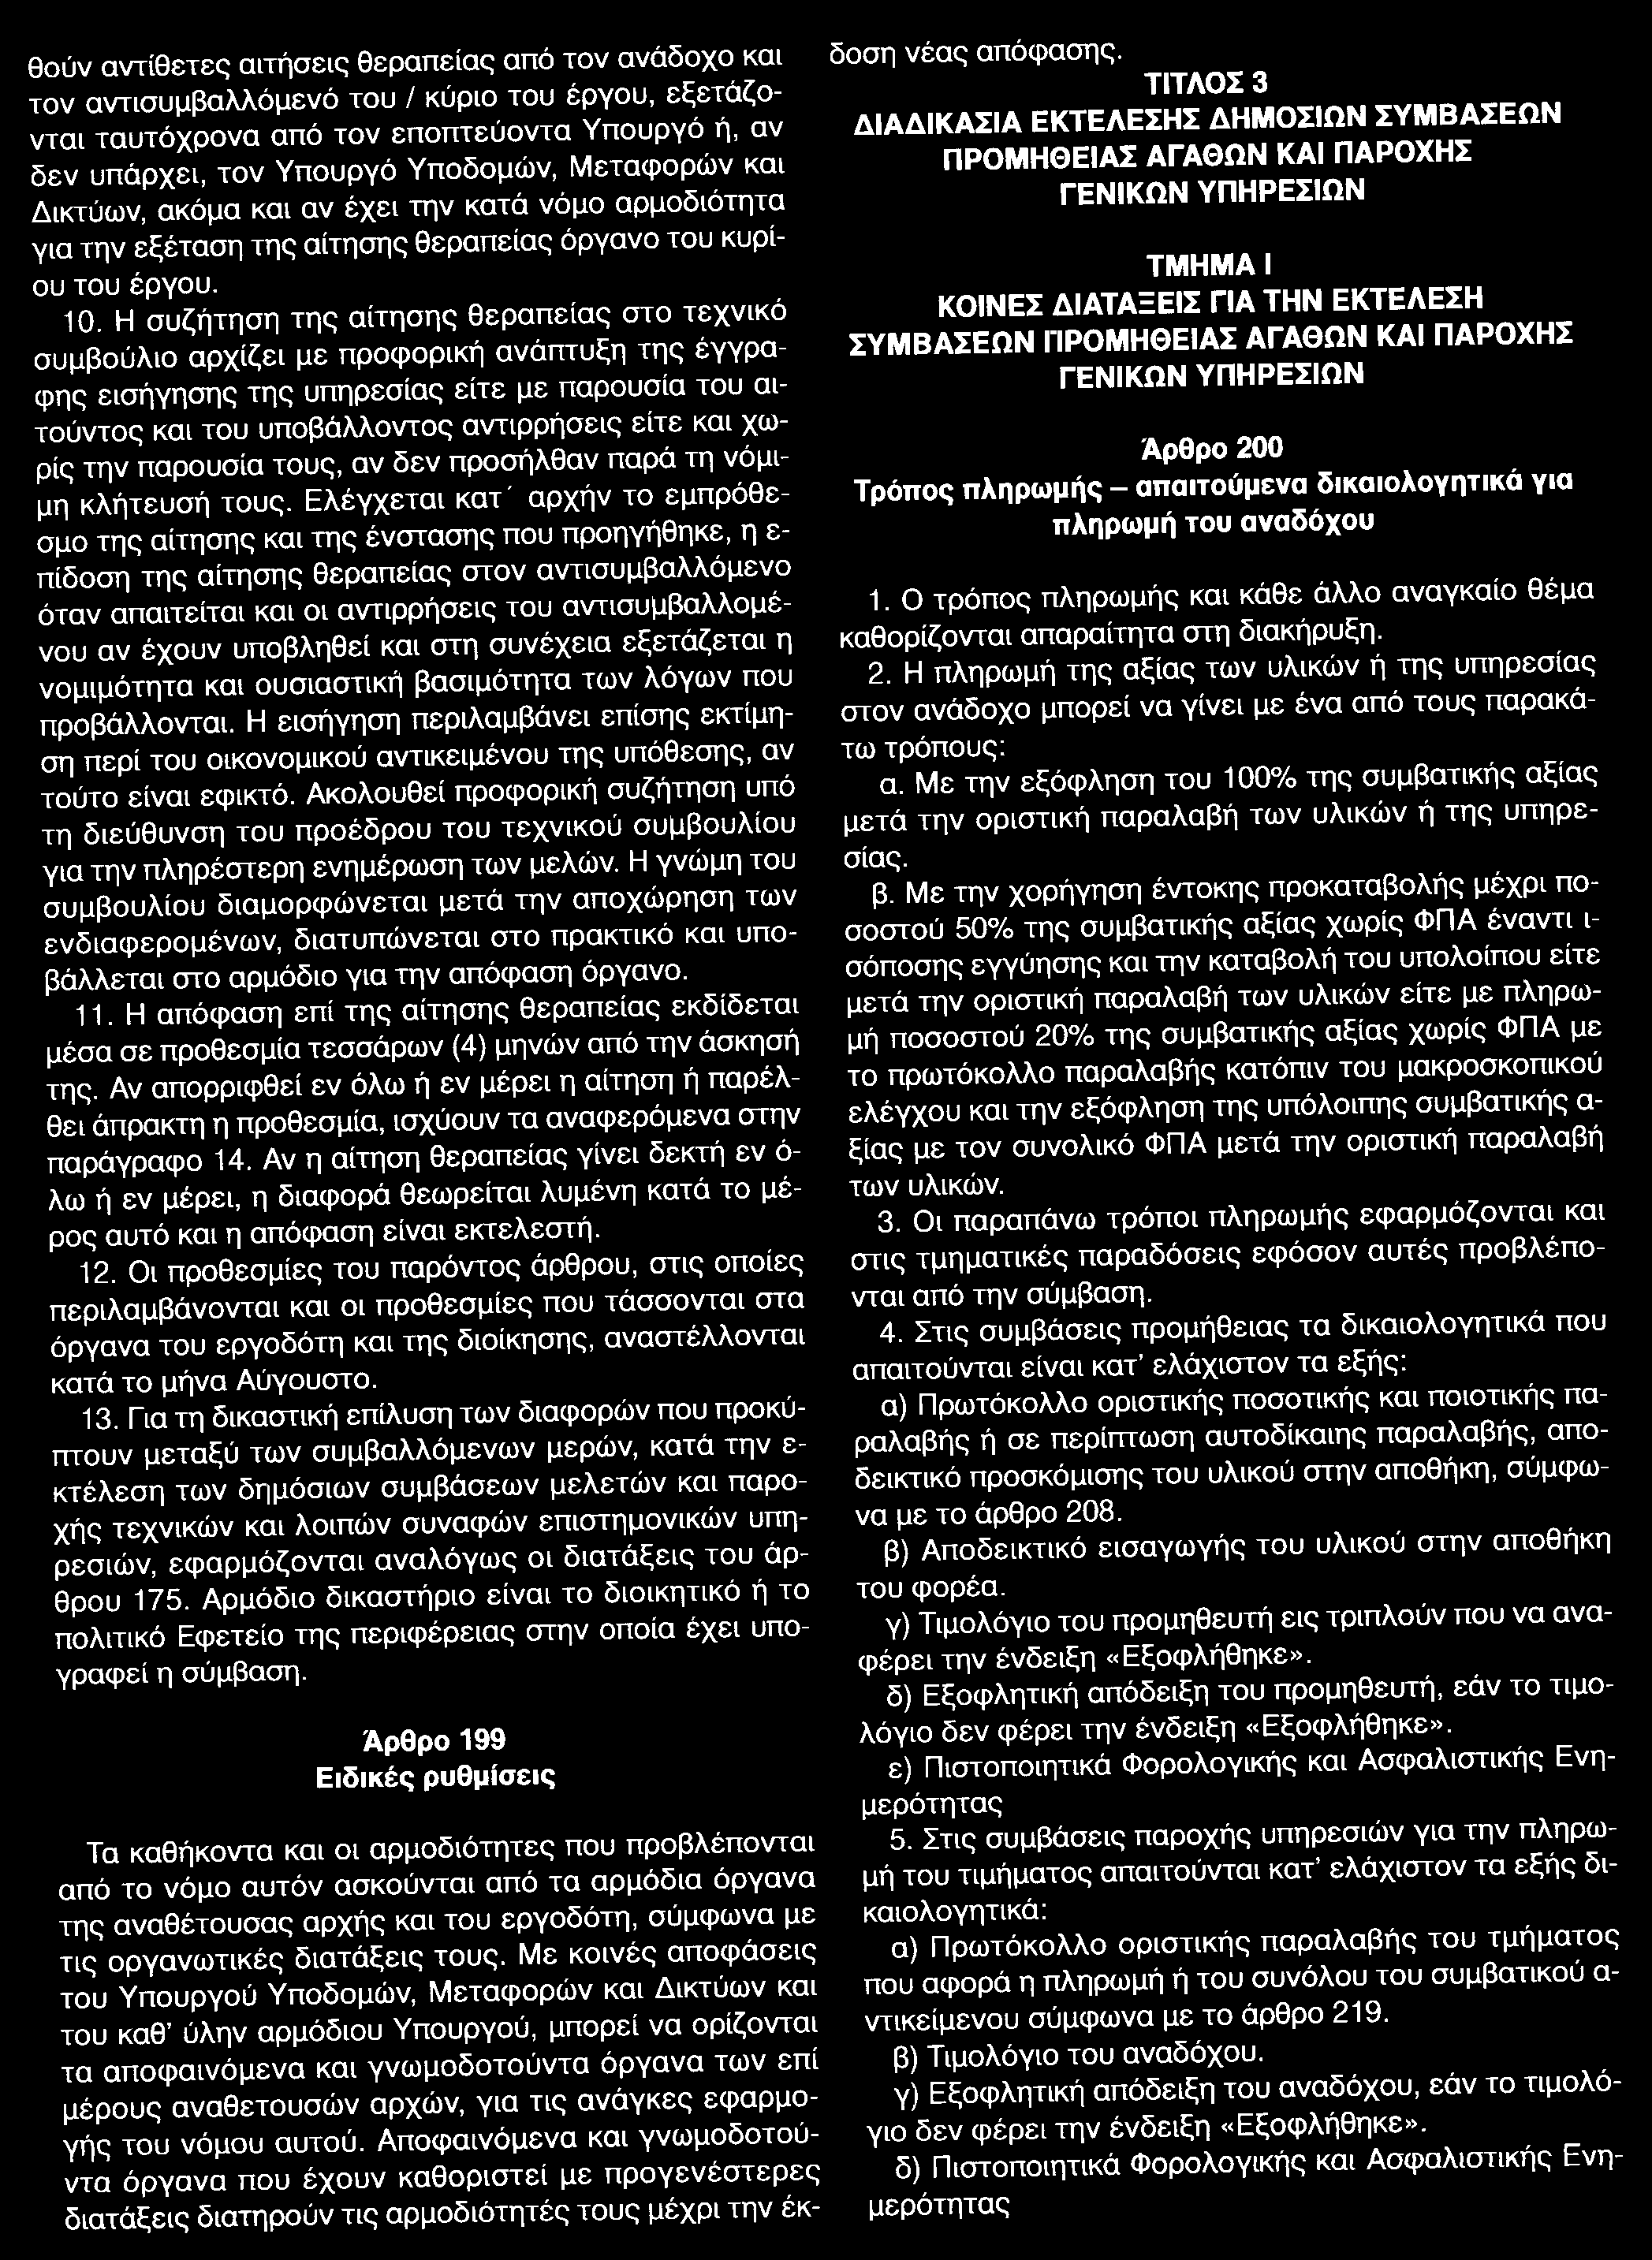 θούν αντίθετες αιτήσεις θεραπείας από τον ανάδοχο και
τον αντισυμβαλλόμενό του / κύριο του έργου, εξετάζο-
νται ταυτόχρονα από τον εποπτεύοντα Υπουργό ή, αν
δεν υπάρχει, τον Υπουργό Υποδομών, Μεταφορών και
Δικτύων, ακόμα και αν έχει την κατά νόμο αρμοδιότητα
για την εξέταση της αίτησης θεραπείας όργανο του κυρί-
ου του έργου.
10. Η συζήτηση της αίτησης θεραπείας στο τεχνικό
συμβούλιο αρχίζει με προφορική ανάπτυξη της έγγρα-
φης εισήγησης της υπηρεσίας είτε με παρουσία του αι-
τούντος και του υποβάλλοντος αντιρρήσεις είτε και χω-
ρίς την παρουσία τους, αν δεν προσήλθαν παρά τη νόμι-
μη κλήτευσή τους. Ελέγχεται κατ΄ αρχήν το εμπρόθε-
σμο της αίτησης και της ένστασης που προηγήθηκε, η ε-
πίδοση της αίτησης θεραπείας στον αντισυμβαλλόμενο
όταν απαιτείται και οι αντιρρήσεις του αντισυμβαλλομέ-
νου αν έχουν υποβληθεί και στη συνέχεια εξετάζεται η
νομιμότητα και ουσιαστική βασιμότητα των λόγων που
προβάλλονται. Η εισήγηση περιλαμβάνει επίσης εκτίμη-
ση περί του οικονομικού αντικειμένου της υπόθεσης, αν
τούτο είναι εφικτό. Ακολουθεί προφορική συζήτηση υπό
τη διεύθυνση του προέδρου του τεχνικού συμβουλίου
για την πληρέστερη ενημέρωση των μελών. Η γνώμη του
συμβουλίου διαμορφώνεται μετά την αποχώρηση των
ενδιαφερομένων, διατυπώνεται στο πρακτικό και υπο-
βάλλεται στο αρμόδιο για την απόφαση όργανο.
11. Η απόφαση επί της αίτησης θεραπείας εκδίδεται
μέσα σε προθεσμία τεσσάρων (4) μηνών από την άσκησή
της. Αν απορριφθεί εν όλω ή εν μέρει η αίτηση ή παρέλ-
θει άπρακτη η προθεσμία, ισχύουν τα αναφερόμενα στην
παράγραφο 14. Αν η αίτηση θεραπείας γίνει δεκτή εν ό-
λω ή εν μέρει, η διαφορά θεωρείται λυμένη κατά το μέ-
ρος αυτό και η απόφαση είναι εκτελεστή.
12. Οι προθεσμίες του παρόντος άρθρου, στις οποίες
περιλαμβάνονται και οι προθεσμίες που τάσσονται στα
όργανα του εργοδότη και της διοίκησης, αναστέλλονται
κατά το μήνα Αύγουστο.
13. Για τη δικαστική επίλυση των διαφορών που προκύ-
πτουν μεταξύ των συμβαλλόμενων μερών, κατά την ε-
κτέλεση των δημόσιων συμβάσεων μελετών και παρο-
χής τεχνικών και λοιπών συναφών επιστημονικών υπη-
ρεσιών, εφαρμόζονται αναλόγως οι διατάξεις του άρ-
θρου 175. Αρμόδιο δικαστήριο είναι το διοικητικό ή το
πολιτικό Εφετείο της περιφέρειας στην οποία έχει υπο-
γραφεί η σύμβαση.
Άρθρο 199
Ειδικές ρυθμίσεις
Τα καθήκοντα και οι αρμοδιότητες που προβλέπονται
από το νόμο αυτόν ασκούνται από τα αρμόδια όργανα
της αναθέτουσας αρχής και του εργοδότη, σύμφωνα με
τις οργανωτικές διατάξεις τους. Με κοινές αποφάσεις
του Υπουργού Υποδομών, Μεταφορών και Δικτύων και
του καθ’ ύλην αρμόδιου Υπουργού, μπορεί να ορίζονται
τα αποφαινόμενα και γνωμοδοτούντα όργανα των επί
μέρους αναθετουσών αρχών, για τις ανάγκες εφαρμο-
γής του νόμου αυτού. Αποφαινόμενα και γνωμοδοτού-
ντα όργανα που έχουν καθοριστεί με προγενέστερες
διατάξεις διατηρούν τις αρμοδιότητές τους μέχρι την έκ-
δοση νέας απόφασης.
ΤΙΤΛΟΣ 3
ΔΙΑΔΙΚΑΣΙΑ ΕΚΤΕΛΕΣΗΣ ΔΗΜΟΣΙΩΝ ΣΥΜΒΑΣΕΩΝ
ΠΡΟΜΗΘΕΙΑΣ ΑΓΑΘΩΝ ΚΑΙ ΠΑΡΟΧΗΣ
ΓΕΝΙΚΩΝ ΥΠΗΡΕΣΙΩΝ
ΤΜΗΜΑ Ι
ΚΟΙΝΕΣ ΔΙΑΤΑΞΕΙΣ ΓΙΑ ΤΗΝ ΕΚΤΕΛΕΣΗ
ΣΥΜΒΑΣΕΩΝ ΠΡΟΜΗΘΕΙΑΣ ΑΓΑΘΩΝ ΚΑΙ ΠΑΡΟΧΗΣ
ΓΕΝΙΚΩΝ ΥΠΗΡΕΣΙΩΝ
Άρθρο 200
Τρόπος πληρωμής – απαιτούμενα δικαιολογητικά για
πληρωμή του αναδόχου
1. Ο τρόπος πληρωμής και κάθε άλλο αναγκαίο θέμα
καθορίζονται απαραίτητα στη διακήρυξη.
2. Η πληρωμή της αξίας των υλικών ή της υπηρεσίας
στον ανάδοχο μπορεί να γίνει με ένα από τους παρακά-
τω τρόπους:
α. Με την εξόφληση του 100% της συμβατικής αξίας
μετά την οριστική παραλαβή των υλικών ή της υπηρε-
σίας.
β. Με την χορήγηση έντοκης προκαταβολής μέχρι πο-
σοστού 50% της συμβατικής αξίας χωρίς ΦΠΑ έναντι ι-
σόποσης εγγύησης και την καταβολή του υπολοίπου είτε
μετά την οριστική παραλαβή των υλικών είτε με πληρω-
μή ποσοστού 20% της συμβατικής αξίας χωρίς ΦΠΑ με
το πρωτόκολλο παραλαβής κατόπιν του μακροσκοπικού
ελέγχου και την εξόφληση της υπόλοιπης συμβατικής α-
ξίας με τον συνολικό ΦΠΑ μετά την οριστική παραλαβή
των υλικών.
3. Οι παραπάνω τρόποι πληρωμής εφαρμόζονται και
στις τμηματικές παραδόσεις εφόσον αυτές προβλέπο-
νται από την σύμβαση.
4. Στις συμβάσεις προμήθειας τα δικαιολογητικά που
απαιτούνται είναι κατ’ ελάχιστον τα εξής:
α) Πρωτόκολλο οριστικής ποσοτικής και ποιοτικής πα-
ραλαβής ή σε περίπτωση αυτοδίκαιης παραλαβής, απο-
δεικτικό προσκόμισης του υλικού στην αποθήκη, σύμφω-
να με το άρθρο 208.
β) Αποδεικτικό εισαγωγής του υλικού στην αποθήκη
του φορέα.
γ) Τιμολόγιο του προμηθευτή εις τριπλούν που να ανα-
φέρει την ένδειξη «Εξοφλήθηκε».
δ) Εξοφλητική απόδειξη του προμηθευτή, εάν το τιμο-
λόγιο δεν φέρει την ένδειξη «Εξοφλήθηκε».
ε) Πιστοποιητικά Φορολογικής και Ασφαλιστικής Ενη-
μερότητας
5. Στις συμβάσεις παροχής υπηρεσιών για την πληρω-
μή του τιμήματος απαιτούνται κατ’ ελάχιστον τα εξής δι-
καιολογητικά:
α) Πρωτόκολλο οριστικής παραλαβής του τμήματος
που αφορά η πληρωμή ή του συνόλου του συμβατικού α-
ντικείμενου σύμφωνα με το άρθρο 219.
β) Τιμολόγιο του αναδόχου.
γ) Εξοφλητική απόδειξη του αναδόχου, εάν το τιμολό-
γιο δεν φέρει την ένδειξη «Εξοφλήθηκε».
δ) Πιστοποιητικά Φορολογικής και Ασφαλιστικής Ενη-
μερότητας